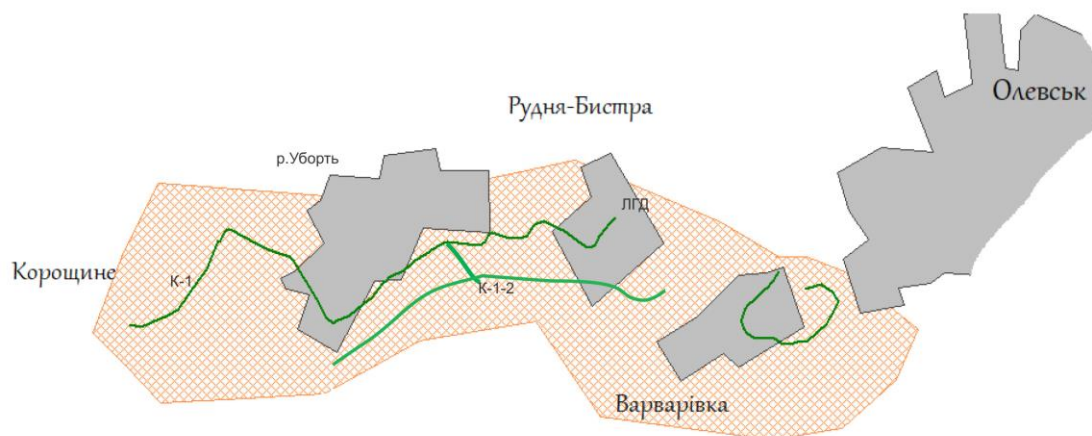 Олевськ
Рудня-Бистра
р.Уборть
ЛГД
Корощине
К-1
К-1-2
Варварівка